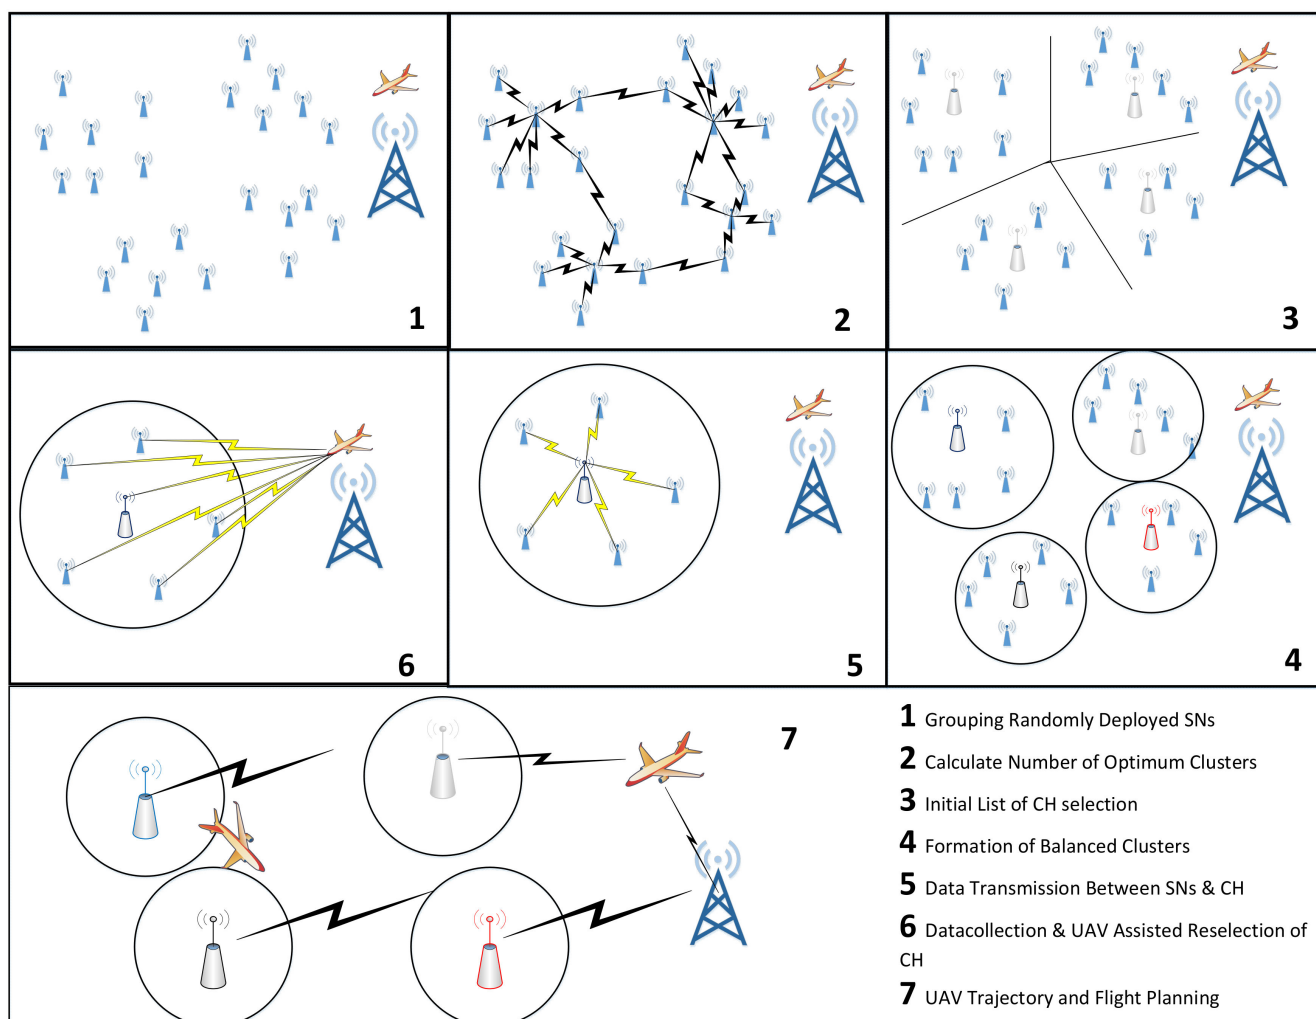 1
2
3
6
5
4
7
1 Grouping Randomly Deployed SNs
2 Calculate Number of Optimum Clusters
3 Initial List of CH selection
4 Formation of Balanced Clusters
5 Data Transmission Between SNs & CH
6 Datacollection & UAV Assisted Reselection of
CH
7 UAV Trajectory and Flight Planning